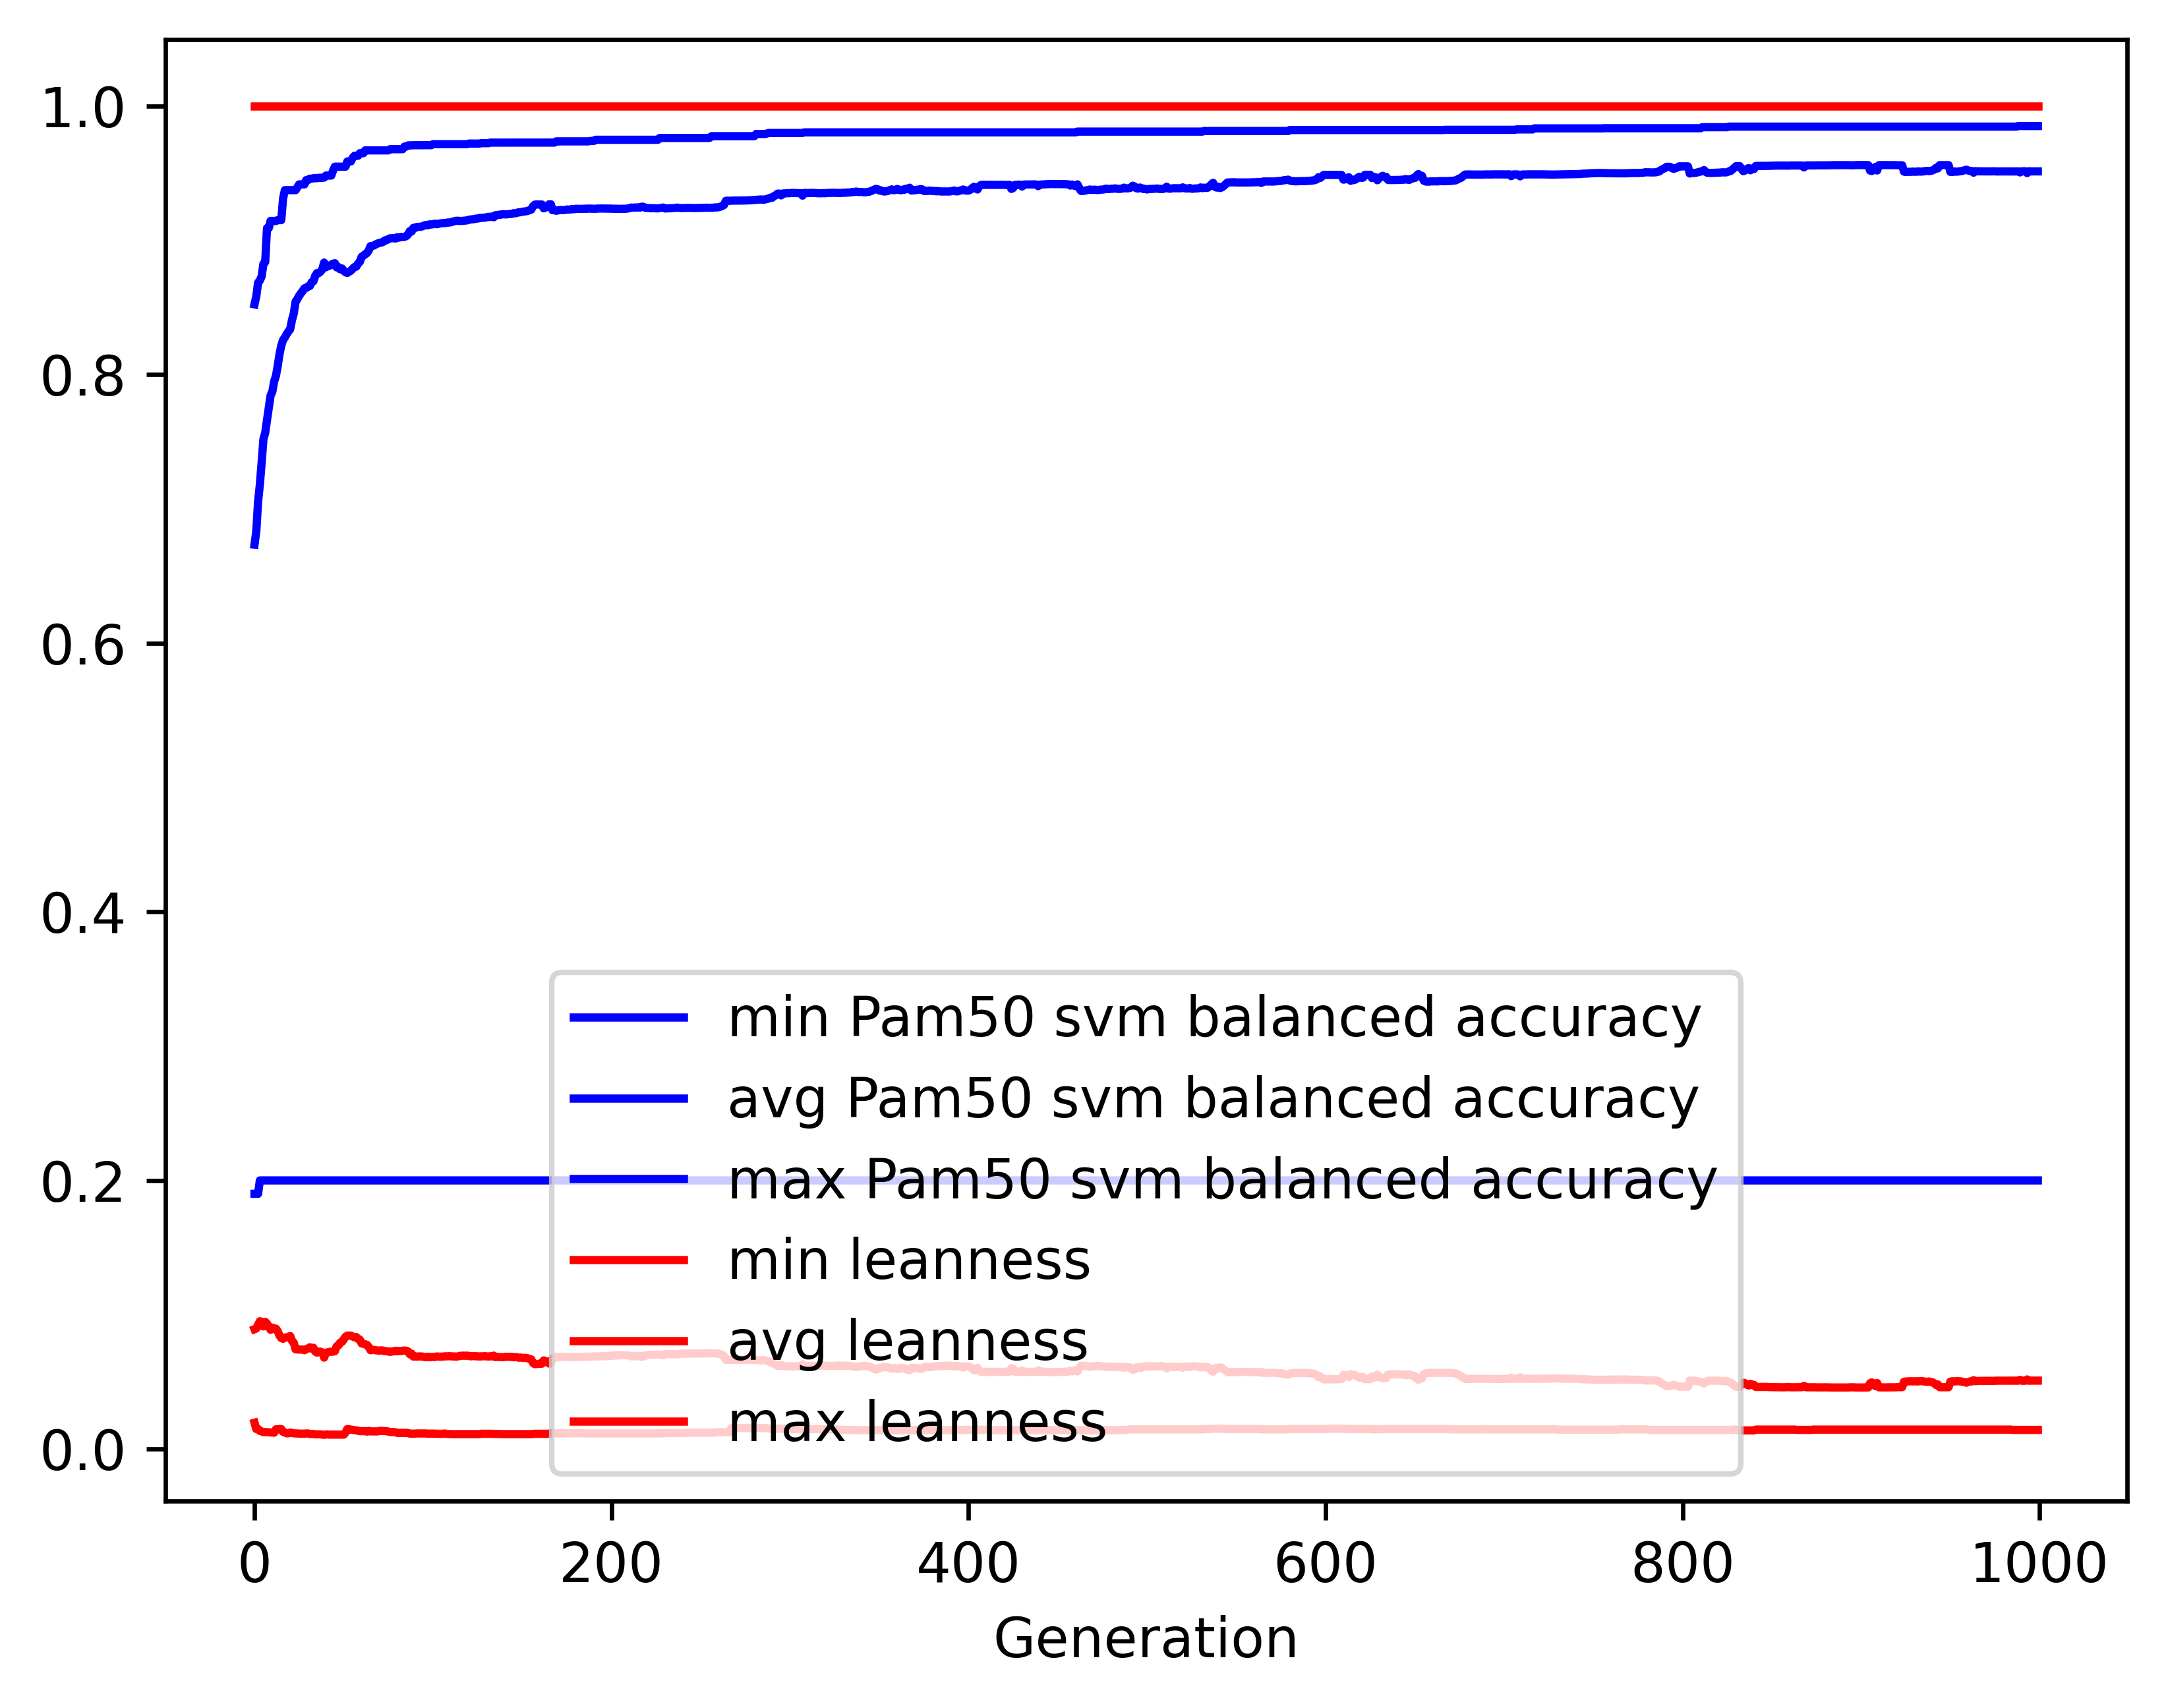 1.0
0.8
0.6
0.4
0.2
0.0
min Pam50 svm balanced accuracy
avg Pam50 svm balanced accuracy
max Pam50 svm balanced accuracy
min leanness
avg leanness
max leanness
0 200 400 600 800 1000
Generation